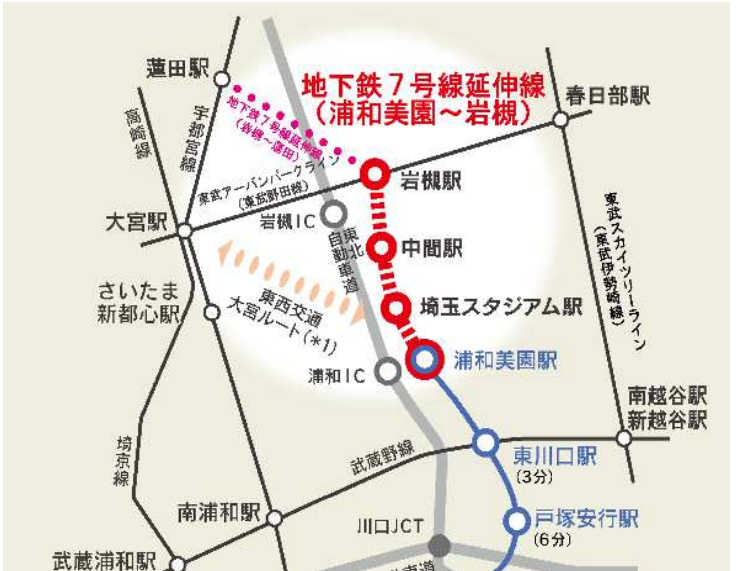 蓮田駅
地下鉄７号線延伸線
（浦和美園～岩槻）
春日部駅
高崎線
宇都宮線
地下鉄７号線延伸線
（岩槻～蓮田）
東武アーバンパークライン
（東武野田線）
岩槻駅
大宮駅
岩槻IC
東北
自動車道
中間駅
東武スカイツリーライン
（東武伊勢崎線）
さいたま
新都心駅
東西交通
大宮ルート(*1)
埼玉スタジアム駅
浦和IC
浦和美園駅
南越谷駅
新越谷駅
埼京線
武蔵野線
東川口駅
(3分)
南浦和駅
川口JCT
戸塚安行駅
(6分)
武蔵浦和駅
車道